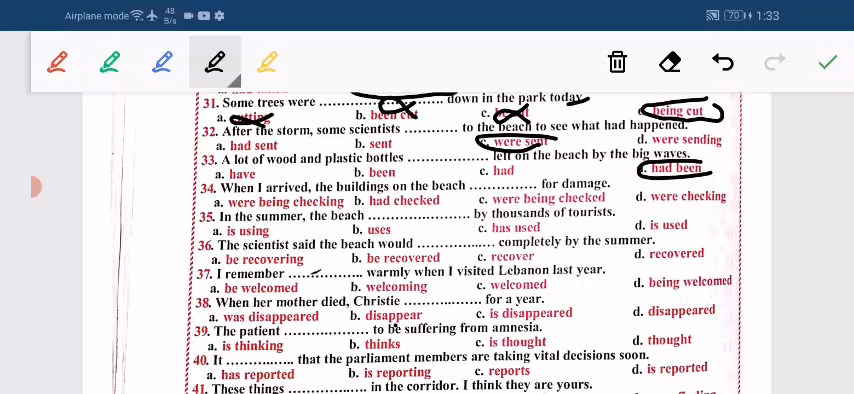 Airplane mode 48 B/s 70 1:33
31. Some trees were ………………… down in the park today.
a. cutting b. been cut c. be cut d. being cut
32. After the storm, some scientists ………… to the beach to see what had happened.
a. had sent b. sent c. were sent d. were sending
33. A lot of wood and plastic bottles ……………… left on the beach by the big waves.
a. have b. been c. had d. had been
34. When I arrived, the buildings on the beach …………… for damage.
a. were being checking b. had checked c. were being checked d. were checking
35. In the summer, the beach ………………… by thousands of tourists.
a. is using b. uses c. has used d. is used
36. The scientist said the beach would …………….… completely by the summer.
a. be recovering b. be recovered c. recover d. recovered
37. I remember ……………….. warmly when I visited Lebanon last year.
a. be welcomed b. welcoming c. welcomed d. being welcomed
38. When her mother died, Christie ………..…….. for a year.
a. was disappeared b. disappear c. is disappeared d. disappeared
39. The patient …………..……… to be suffering from amnesia.
a. is thinking b. thinks c. is thought d. thought
40. It ………..….. that the parliament members are taking vital decisions soon.
a. has reported b. is reporting c. reports d. is reported
41. These things …………..…. in the corridor. I think they are yours.